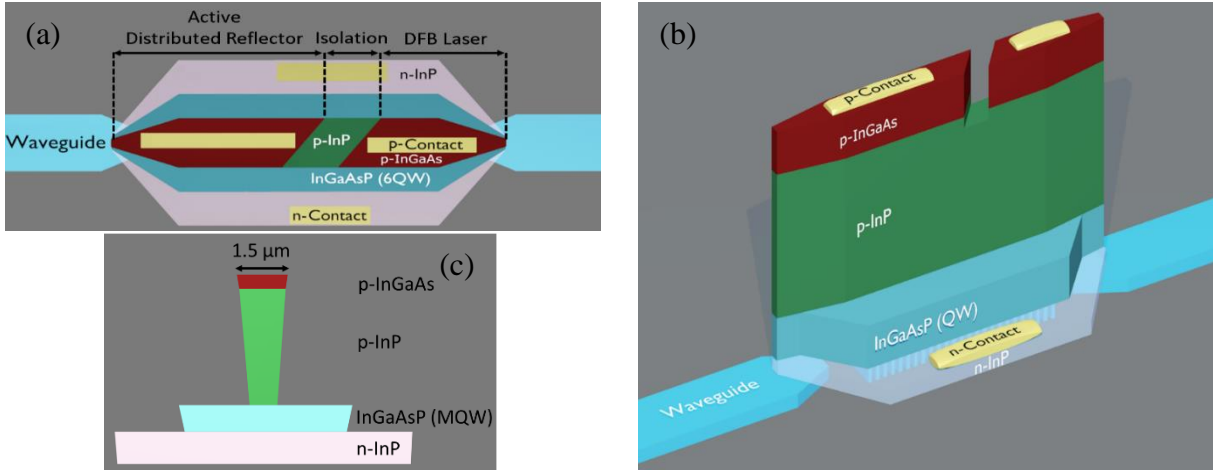 (a)
Active
Distributed Reflector
Isolation
DFB Laser
n-InP
Waveguide
p-InP
p-Contact
p-InGaAs
InGaAsP (6QW)
n-Contact
(b)
p-Contact
p-InGaAs
p-InP
InGaAsP (QW)
n-Contact
n-InP
Waveguide
(c)
1.5 µm
p-InGaAs
p-InP
InGaAsP (MQW)
n-InP